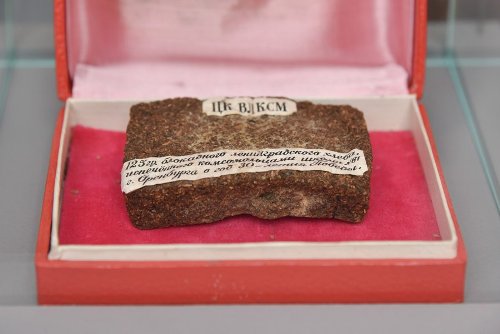 ЦК ВЛКСМ
125 гр. блокадного ленинградского хлеба,
испечённого комсомольцами школы
г. Оренбурга в год 30-летия Победы.